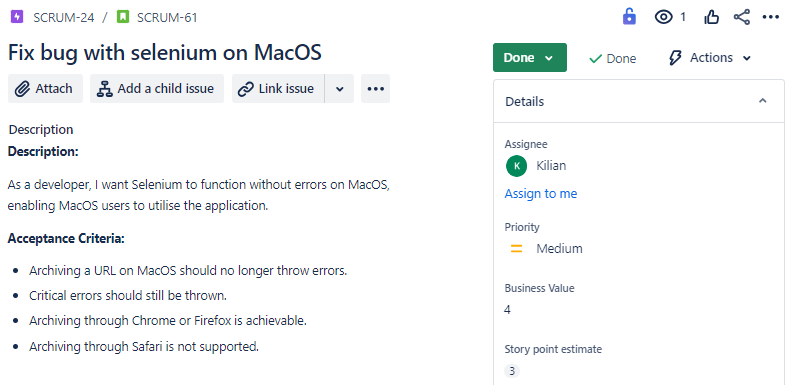 SCRUM-24 / SCRUM-61
1
Fix bug with selenium on MacOS
Done
Done
Actions
Attach
Add a child issue
Link issue
Details
Description
Description:
As a developer, I want Selenium to function without errors on MacOS,
enabling MacOS users to utilise the application.
Acceptance Criteria:
• Archiving a URL on MacOS should no longer throw errors.
• Critical errors should still be thrown.
• Archiving through Chrome or Firefox is achievable.
• Archiving through Safari is not supported.
Assignee
K
Kilian
Assign to me
Priority
Medium
Business Value
4
Story point estimate
3